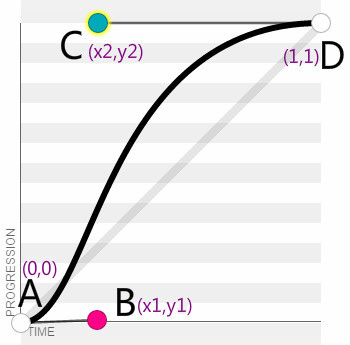 C (x2,y2)
(1,1) D
PROGRESSION
(0,0)
A
B (x1,y1)
TIME